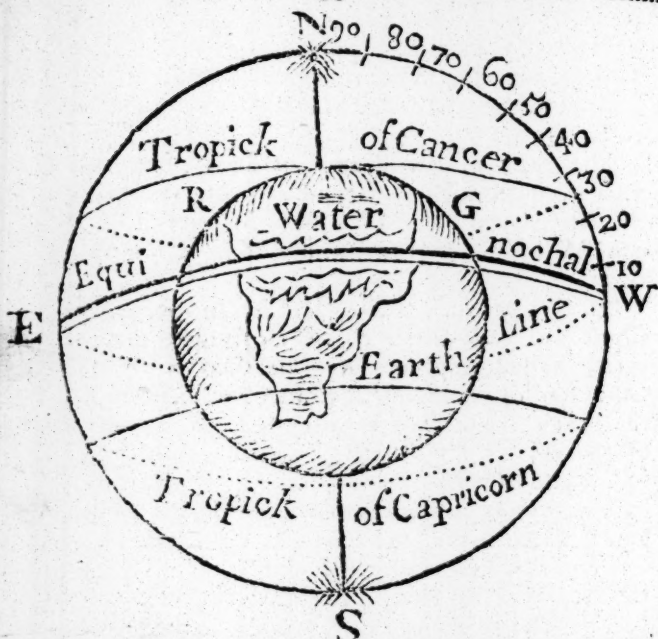 N 90 80 70 60 50 40 30 20 10
Tropick of Cancer
R Water G
Equi nochal
E W
Line
Earth
Tropick of Capricorn
S